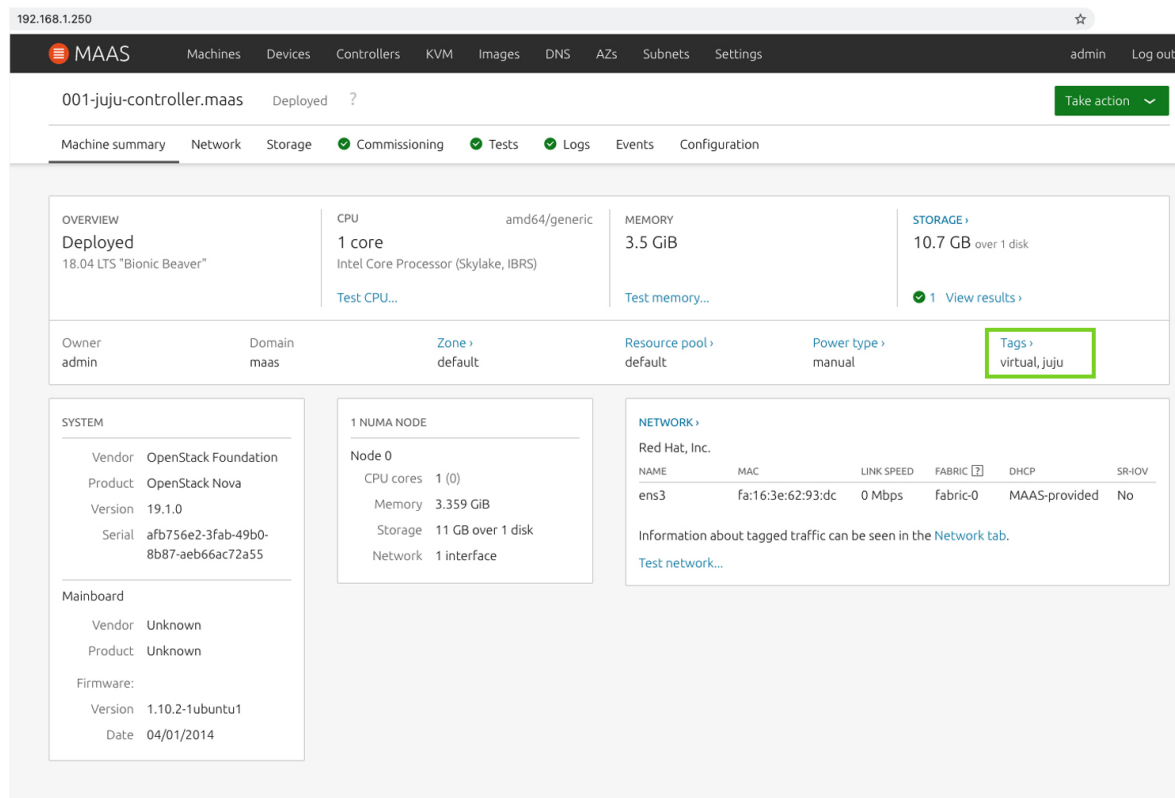 192.168.1.250
MAAS Machines Devices Controllers KVM Images DNS AZs Subnets Settings admin Log out
001-juju-controller.maas Deployed ? Take action
Machine summary Network Storage Commissioning Tests Logs Events Configuration
OVERVIEW
Deployed
18.04 LTS "Bionic Beaver"
CPU amd64/generic
1 core
Intel Core Processor (Skylake, IBRS)
Test CPU...
MEMORY
3.5 GiB
Test memory...
STORAGE ›
10.7 GB over 1 disk
1 View results ›
Owner
admin
Domain
maas
Zone ›
default
Resource pool ›
default
Power type ›
manual
Tags ›
virtual, juju
SYSTEM
Vendor OpenStack Foundation
Product OpenStack Nova
Version 19.1.0
Serial afb756e2-3fab-49b0-
8b87-aeb66ac72a55
Mainboard
Vendor Unknown
Product Unknown
Firmware:
Version 1.10.2-1ubuntu1
Date 04/01/2014
1 NUMA NODE
Node 0
CPU cores 1 (0)
Memory 3.359 GiB
Storage 11 GB over 1 disk
Network 1 interface
NETWORK ›
Red Hat, Inc.
NAME MAC LINK SPEED FABRIC ? DHCP SR-IOV
ens3 fa:16:3e:62:93:dc 0 Mbps fabric-0 MAAS-provided No
Information about tagged traffic can be seen in the Network tab.
Test network...